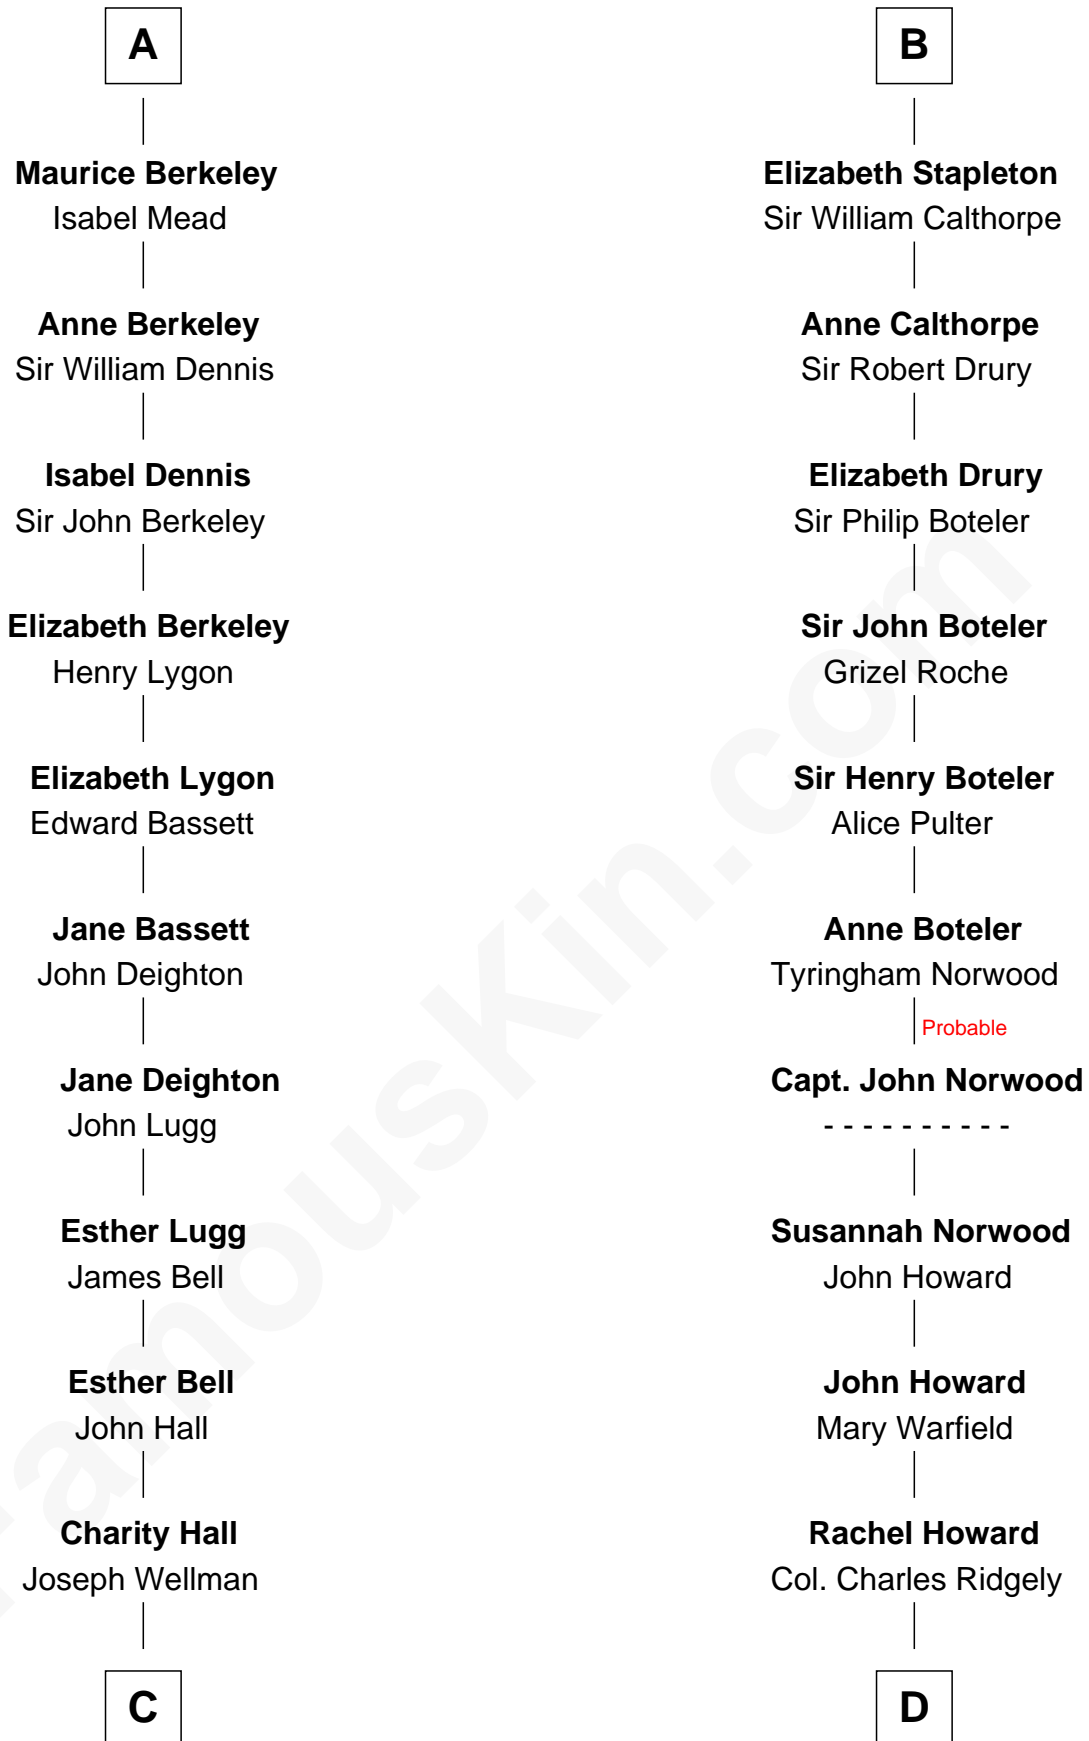 A
Maurice Berkeley
Isabel Mead
Anne Berkeley
Sir William Dennis
Isabel Dennis
Sir John Berkeley
Elizabeth Berkeley
Henry Lygon
Elizabeth Lygon
Edward Bassett
Jane Bassett
John Deighton
Jane Deighton
John Lugg
Esther Lugg
James Bell
Esther Bell
John Hall
Charity Hall
Joseph Wellman
C
B
Elizabeth Stapleton
Sir William Calthorpe
Anne Calthorpe
Sir Robert Drury
Elizabeth Drury
Sir Philip Boteler
Sir John Boteler
Grizel Roche
Sir Henry Boteler
Alice Pulter
Anne Boteler
Tyringham Norwood
Probable
Capt. John Norwood
- - - - - - - - - -
Susannah Norwood
John Howard
John Howard
Mary Warfield
Rachel Howard
Col. Charles Ridgely
D
FamousKin.com